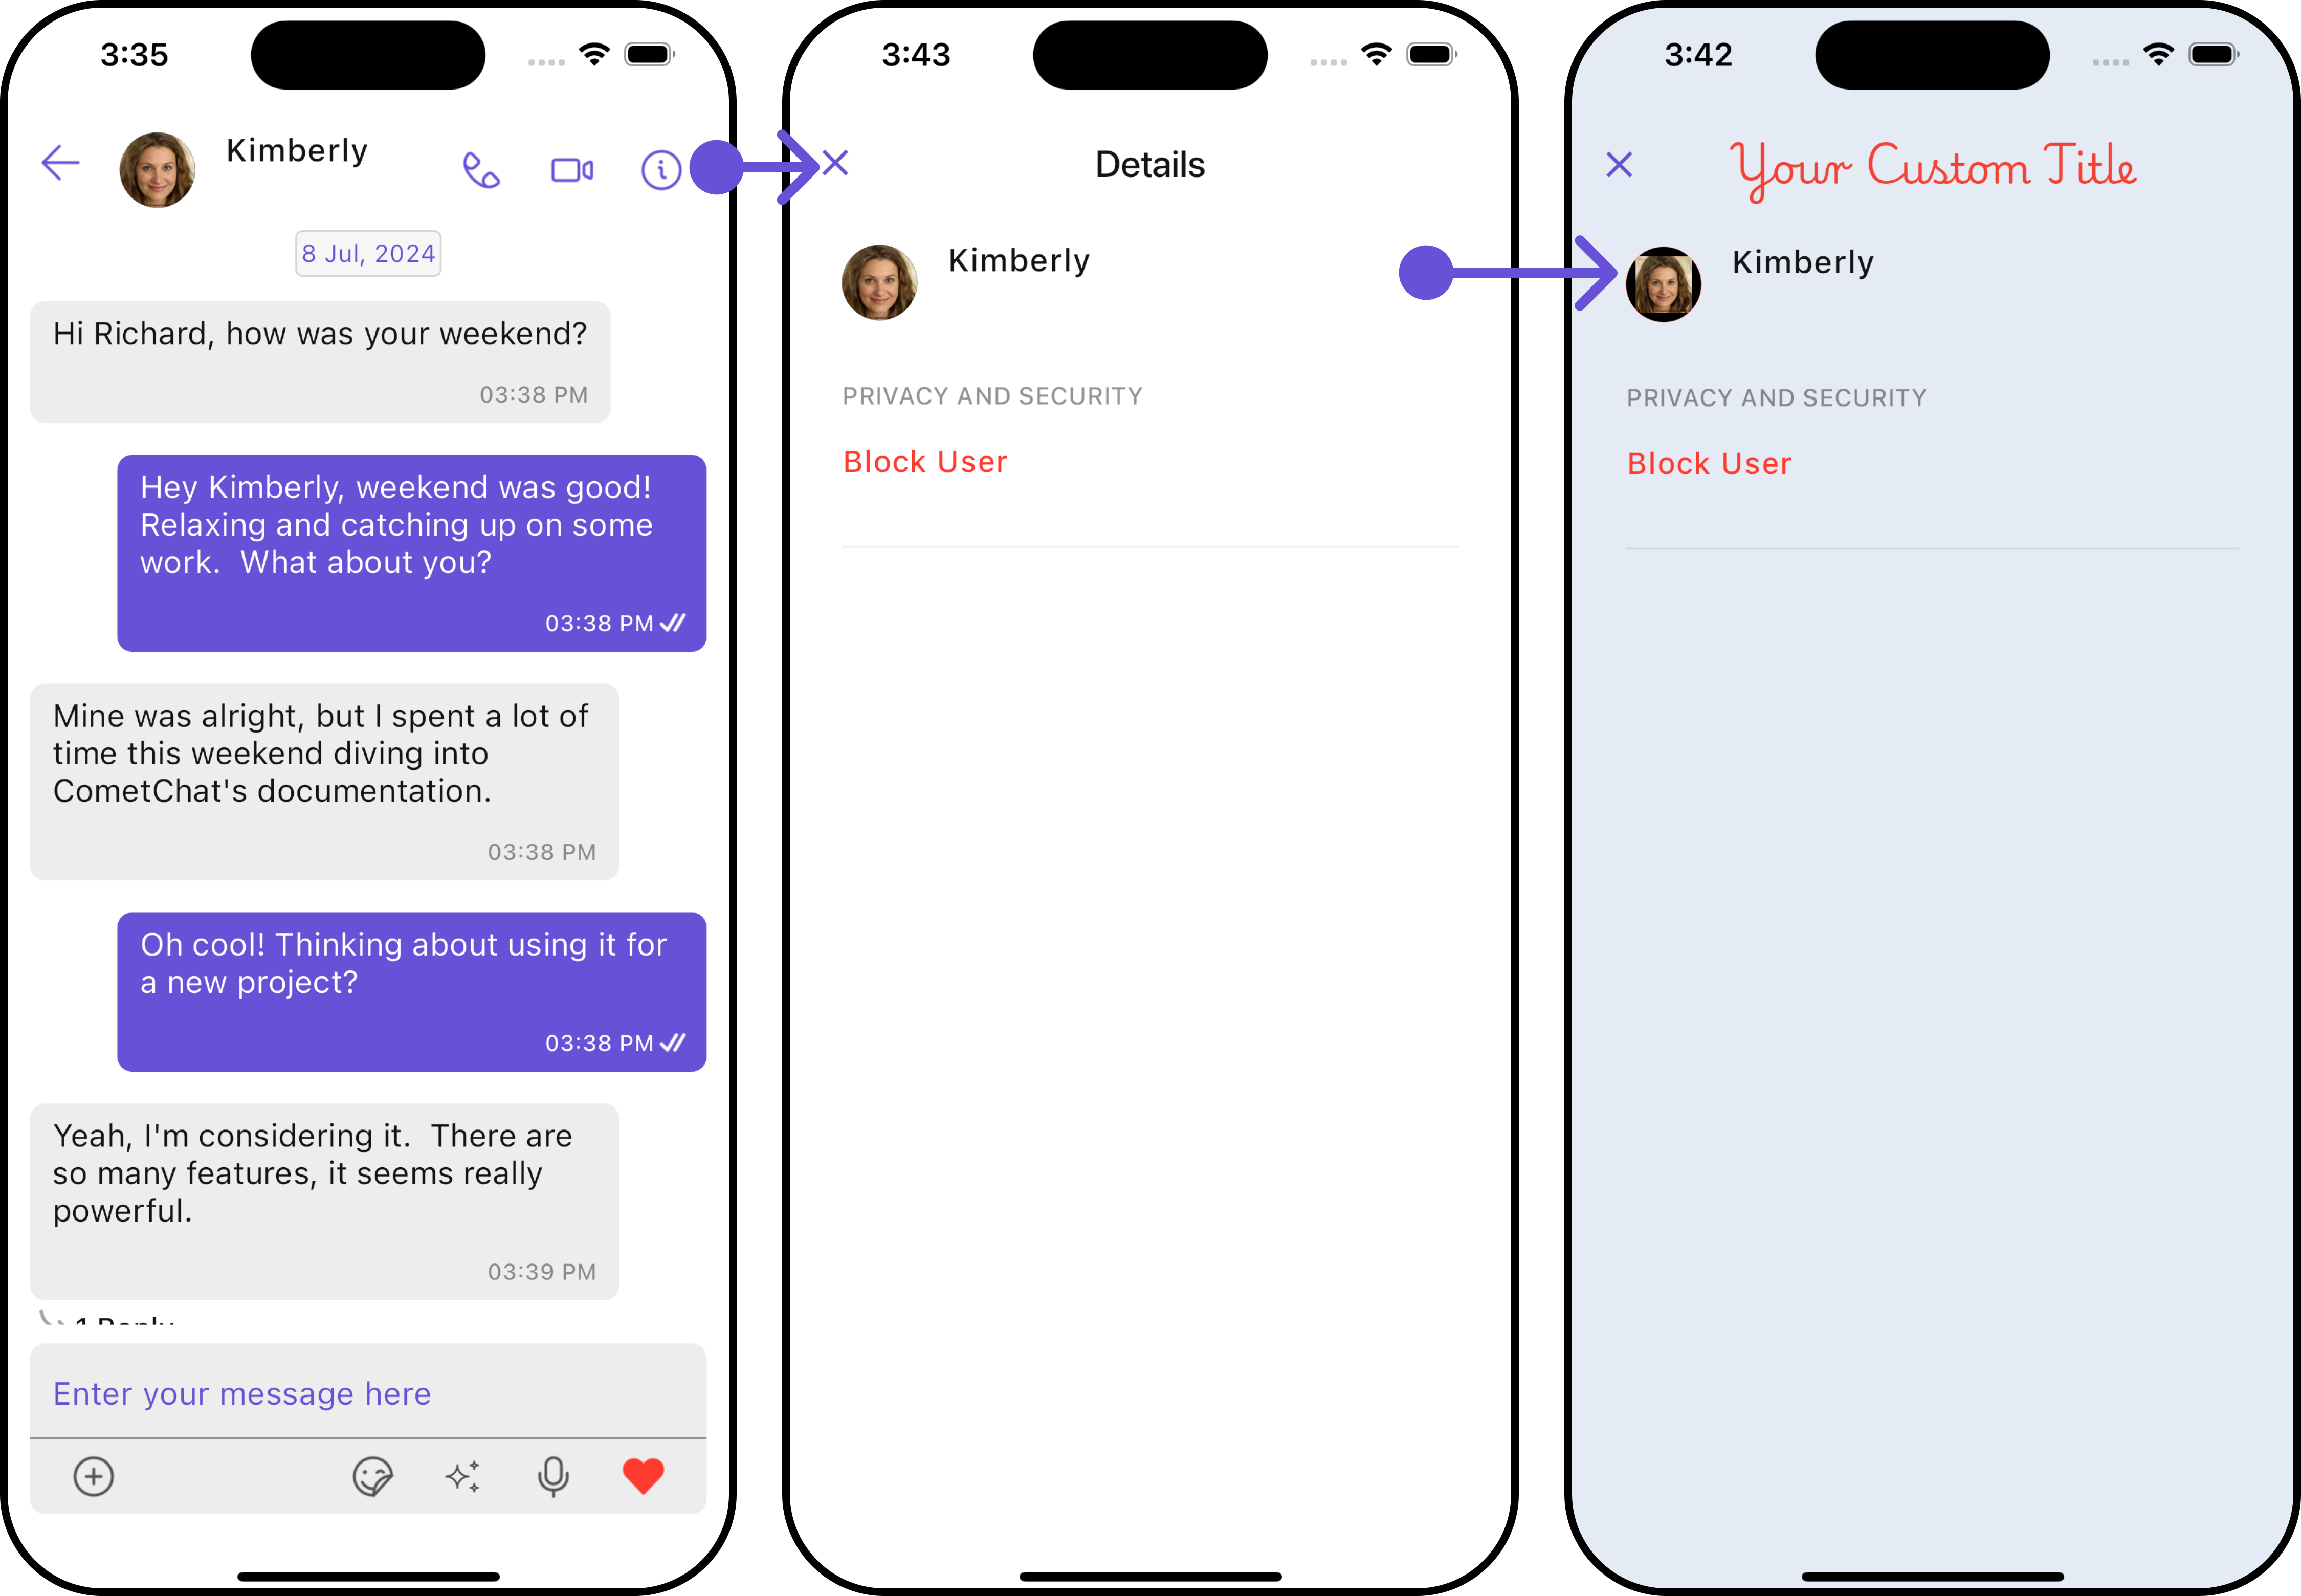 3:35
Kimberly
8 Jul, 2024
Hi Richard, how was your weekend?
03:38 PM
Hey Kimberly, weekend was good!
Relaxing and catching up on some
work.  What about you?
03:38 PM
Mine was alright, but I spent a lot of
time this weekend diving into
CometChat's documentation.
03:38 PM
Oh cool! Thinking about using it for
a new project?
03:38 PM
Yeah, I'm considering it.  There are
so many features, it seems really
powerful.
03:39 PM
1 Reply
Enter your message here
3:43
Details
Kimberly
PRIVACY AND SECURITY
Block User
3:42
Your Custom Title
Kimberly
PRIVACY AND SECURITY
Block User